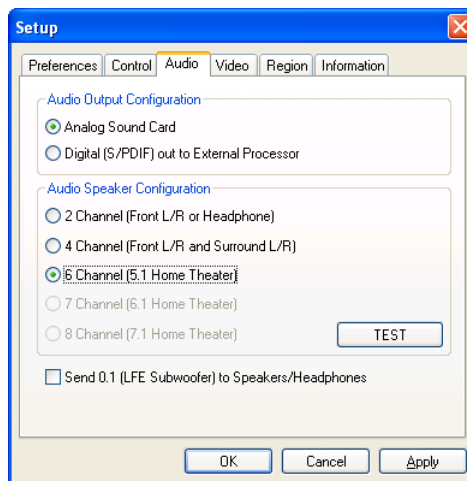 Setup
Preferences Control Audio Video Region Information
Audio Output Configuration
Analog Sound Card
Digital (S/PDIF) out to External Processor
Audio Speaker Configuration
2 Channel (Front L/R or Headphone)
4 Channel (Front L/R and Surround L/R)
6 Channel (5.1 Home Theater)
7 Channel (6.1 Home Theater)
8 Channel (7.1 Home Theater)
TEST
Send 0.1 (LFE Subwoofer) to Speakers/Headphones
OK Cancel Apply